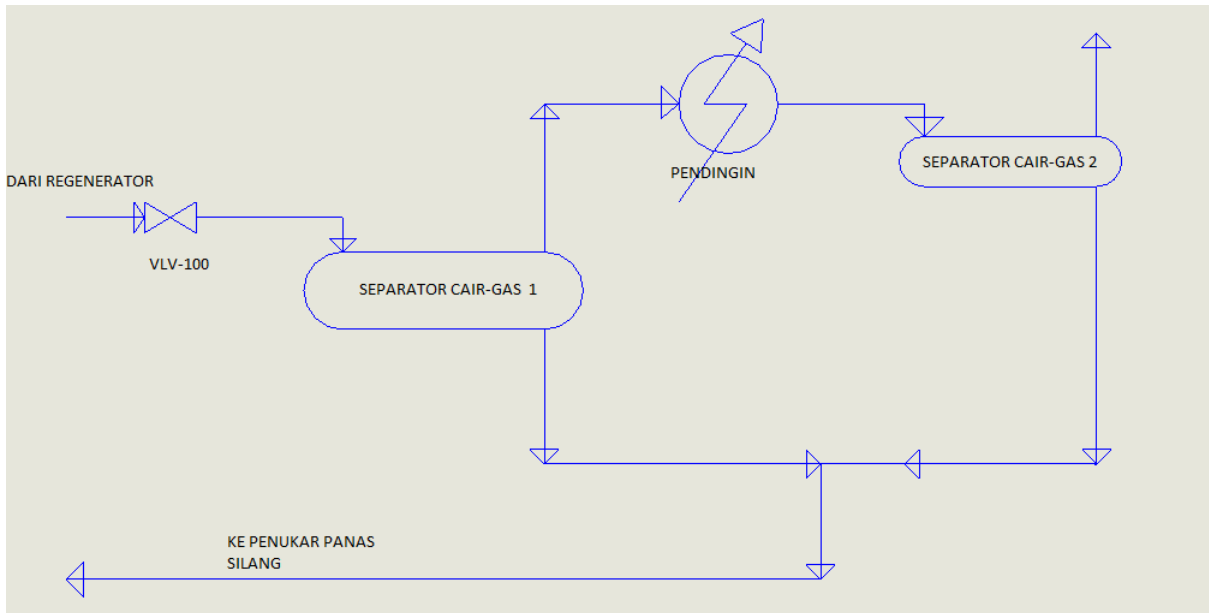 PENDINGIN
SEPARATOR CAIR-GAS 2
DARI REGENERATOR
VLV-100
SEPARATOR CAIR-GAS 1
KE PENUKAR PANAS
SILANG